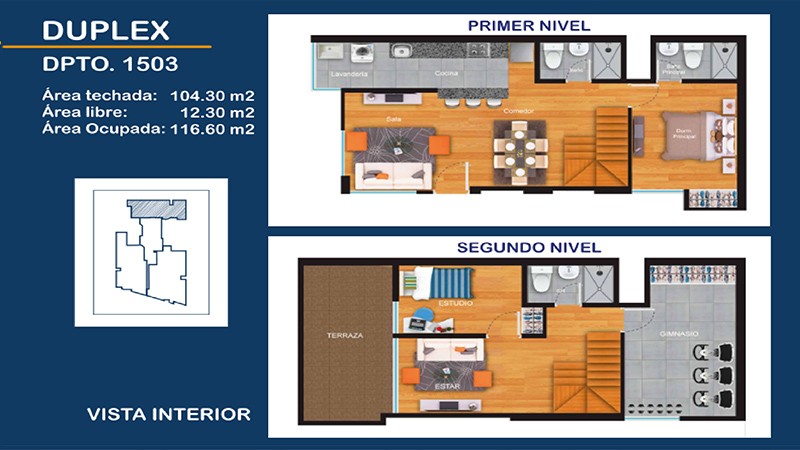 DUPLEX
DPTO. 1503
Área techada: 104.30 m2
Área libre: 12.30 m2
Área Ocupada: 116.60 m2
VISTA INTERIOR
PRIMER NIVEL
Lavandería
Cocina
Baño
Baño
Principal
Sala
Comedor
Dorm.
Principal
SEGUNDO NIVEL
TERRAZA
ESTUDIO
ESTAR
GIMNASIO